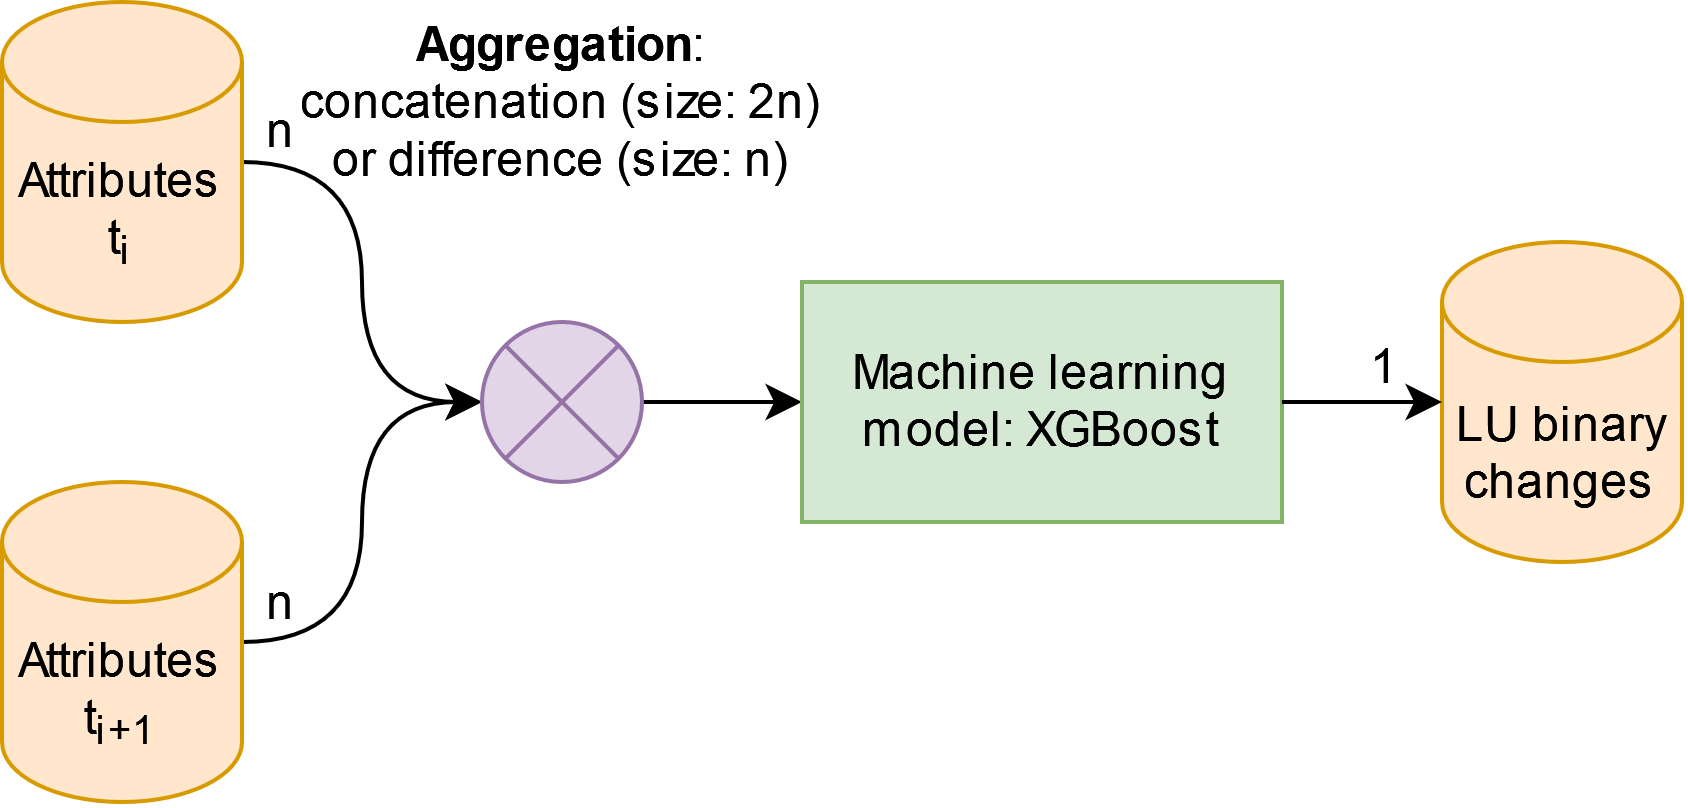 Aggregation:
concatenation (size: 2n)
or difference (size: n)
n
Attributes
tᵢ
Machine learning
model: XGBoost
1
LU binary
changes
n
Attributes
tᵢ₊₁